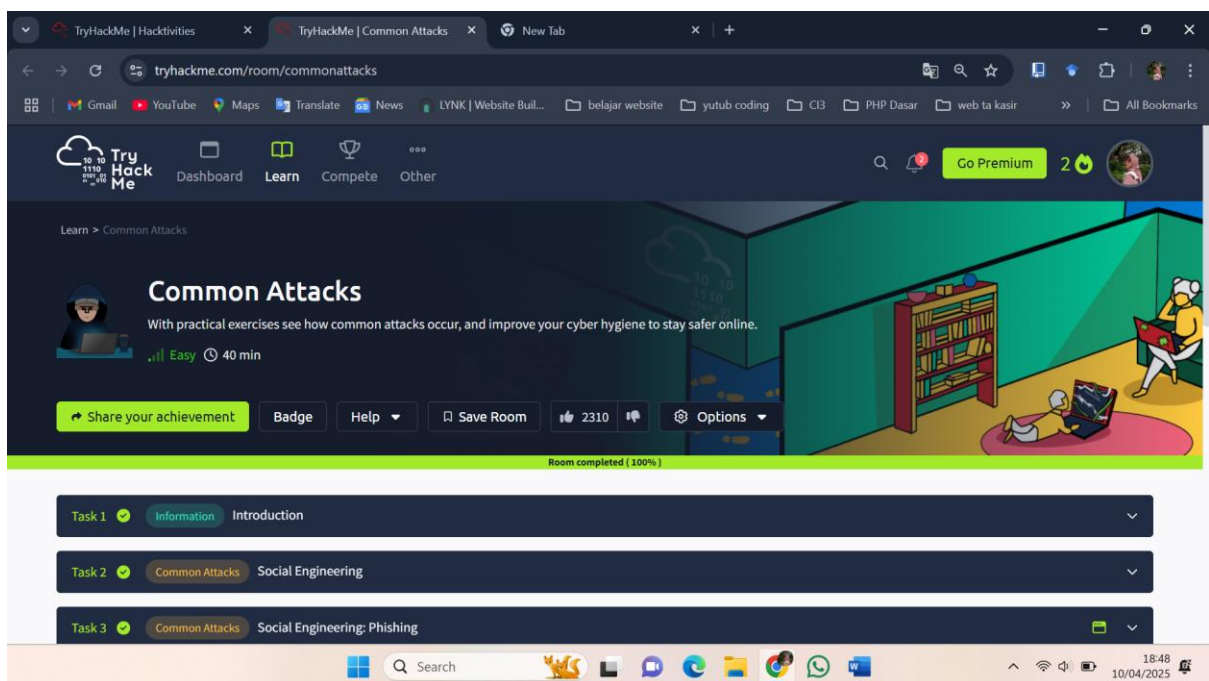 TryHackMe | Hacktivities
TryHackMe | Common Attacks
New Tab
tryhackme.com/room/commonattacks
Gmail YouTube Maps Translate News LYNK | Website Buil... belajar website yutub coding CI3 PHP Dasar web ta kasir » All Bookmarks
Try
Hack
Me
Dashboard Learn Compete Other
2
Go Premium 2
Learn > Common Attacks
Common Attacks
With practical exercises see how common attacks occur, and improve your cyber hygiene to stay safer online.
Easy 40 min
Share your achievement Badge Help Save Room 2310 Options
Room completed ( 100% )
Task 1 Information Introduction
Task 2 Common Attacks Social Engineering
Task 3 Common Attacks Social Engineering: Phishing
Search
18:48
10/04/2025